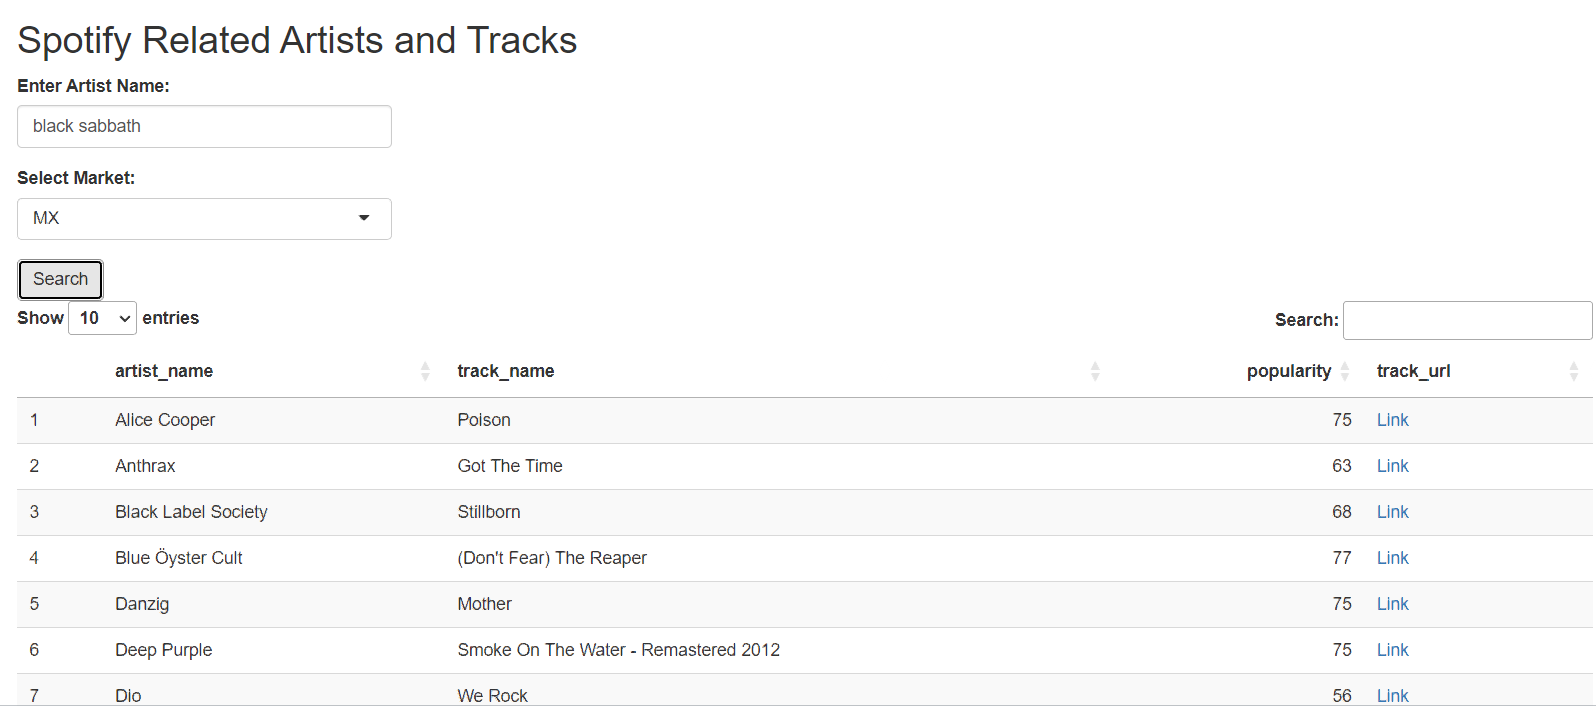 Spotify Related Artists and Tracks
Enter Artist Name:
black sabbath
Select Market:
MX
Search
Show 10 entries Search:
artist_name track_name popularity track_url
1 Alice Cooper Poison 75 Link
2 Anthrax Got The Time 63 Link
3 Black Label Society Stillborn 68 Link
4 Blue Öyster Cult (Don't Fear) The Reaper 77 Link
5 Danzig Mother 75 Link
6 Deep Purple Smoke On The Water - Remastered 2012 75 Link
7 Dio We Rock 56 Link